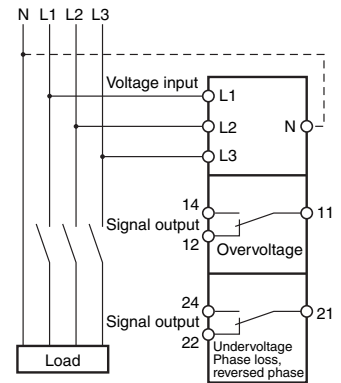 N L1 L2 L3
Voltage input
L1
L2
N
L3
14
11
Signal output
12
Overvoltage
24
21
Signal output
22
Undervoltage
Phase loss,
reversed phase
Load